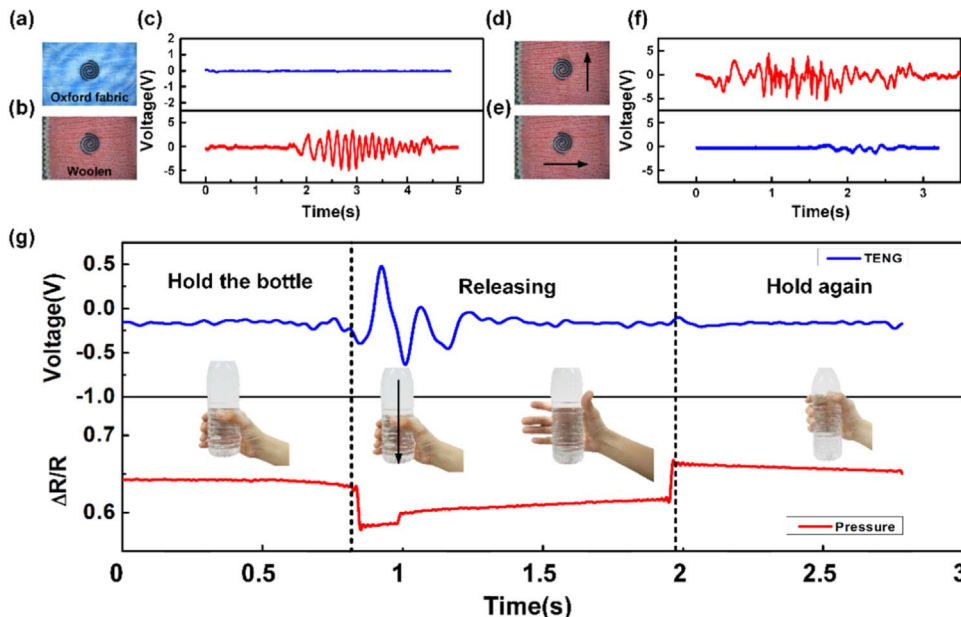 (a)
(c)
(d)
(f)
Oxford fabric
(b)
Woolen
(e)
Voltage(V)
2
1
0
-1
-2
5
0
-5
0
1
2
3
4
5
Time(s)
Voltage(V)
5
0
-5
5
0
-5
0
1
2
3
Time(s)
(g)
Hold the bottle
Releasing
Hold again
TENG
Voltage(V)
0.5
0.0
-0.5
-1.0
ΔR/R
0.7
0.6
Pressure
0
0.5
1
1.5
2
2.5
3
Time(s)